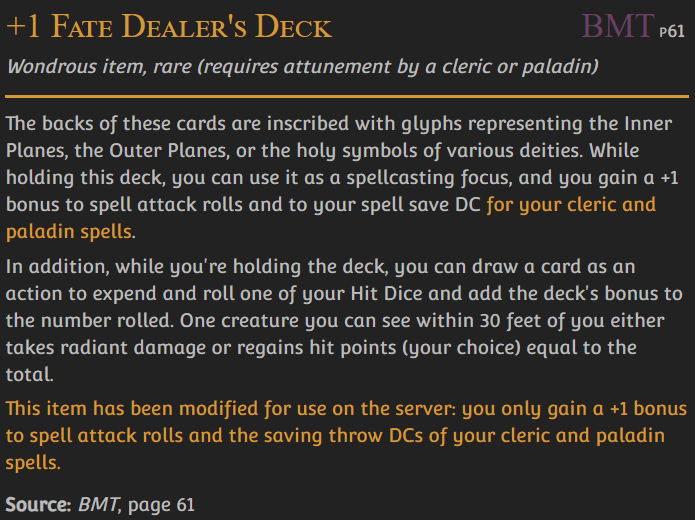 +1 Fate Dealer's Deck BMT P61
Wondrous item, rare (requires attunement by a cleric or paladin)
The backs of these cards are inscribed with glyphs representing the Inner
Planes, the Outer Planes, or the holy symbols of various deities. While
holding this deck, you can use it as a spellcasting focus, and you gain a +1
bonus to spell attack rolls and to your spell save DC for your cleric and
paladin spells.
In addition, while you're holding the deck, you can draw a card as an
action to expend and roll one of your Hit Dice and add the deck's bonus to
the number rolled. One creature you can see within 30 feet of you either
takes radiant damage or regains hit points (your choice) equal to the
total.
This item has been modified for use on the server: you only gain a +1 bonus
to spell attack rolls and the saving throw DCs of your cleric and paladin
spells.
Source: BMT, page 61